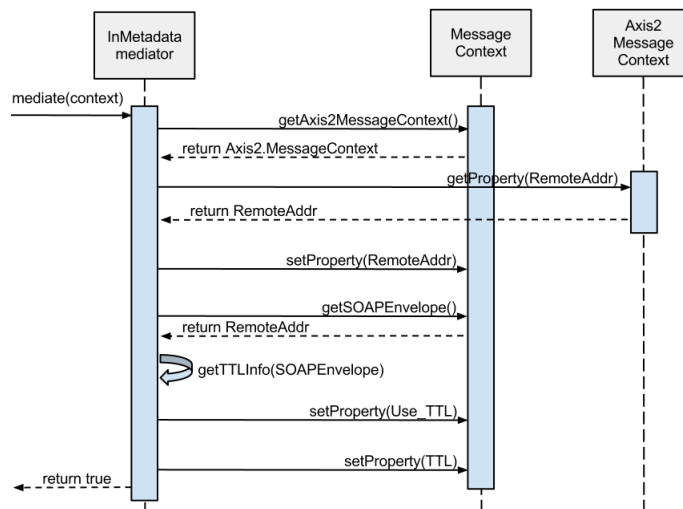 InMetadata
mediator
Message
Context
Axis2
Message
Context
mediate(context)
getAxis2MessageContext()
return Axis2.MessageContext
getProperty(RemoteAddr)
return RemoteAddr
setProperty(RemoteAddr)
getSOAPEnvelope()
return RemoteAddr
getTTLInfo(SOAPEnvelope)
setProperty(Use_TTL)
setProperty(TTL)
return true